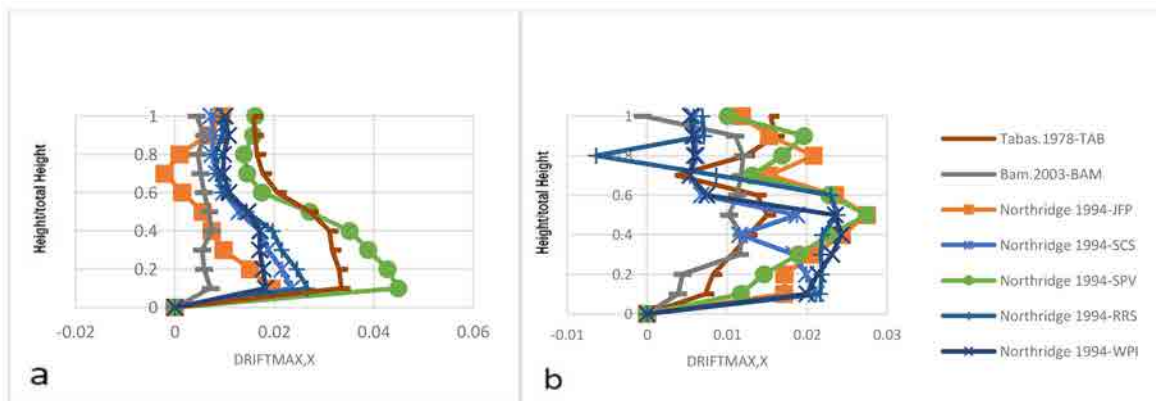 1
0.8
0.6
0.4
0.2
0
-0.02
0
0.02
0.04
0.06
Height/total Height
DRIFTMAX,X
a
1
0.8
0.6
0.4
0.2
0
-0.01
0
0.01
0.02
0.03
Height/total Height
DRIFTMAX,X
b
Tabas.1978-TAB
Bam.2003-BAM
Northridge 1994-JFP
Northridge 1994-SCS
Northridge 1994-SPV
Northridge 1994-RRS
Northridge 1994-WPI